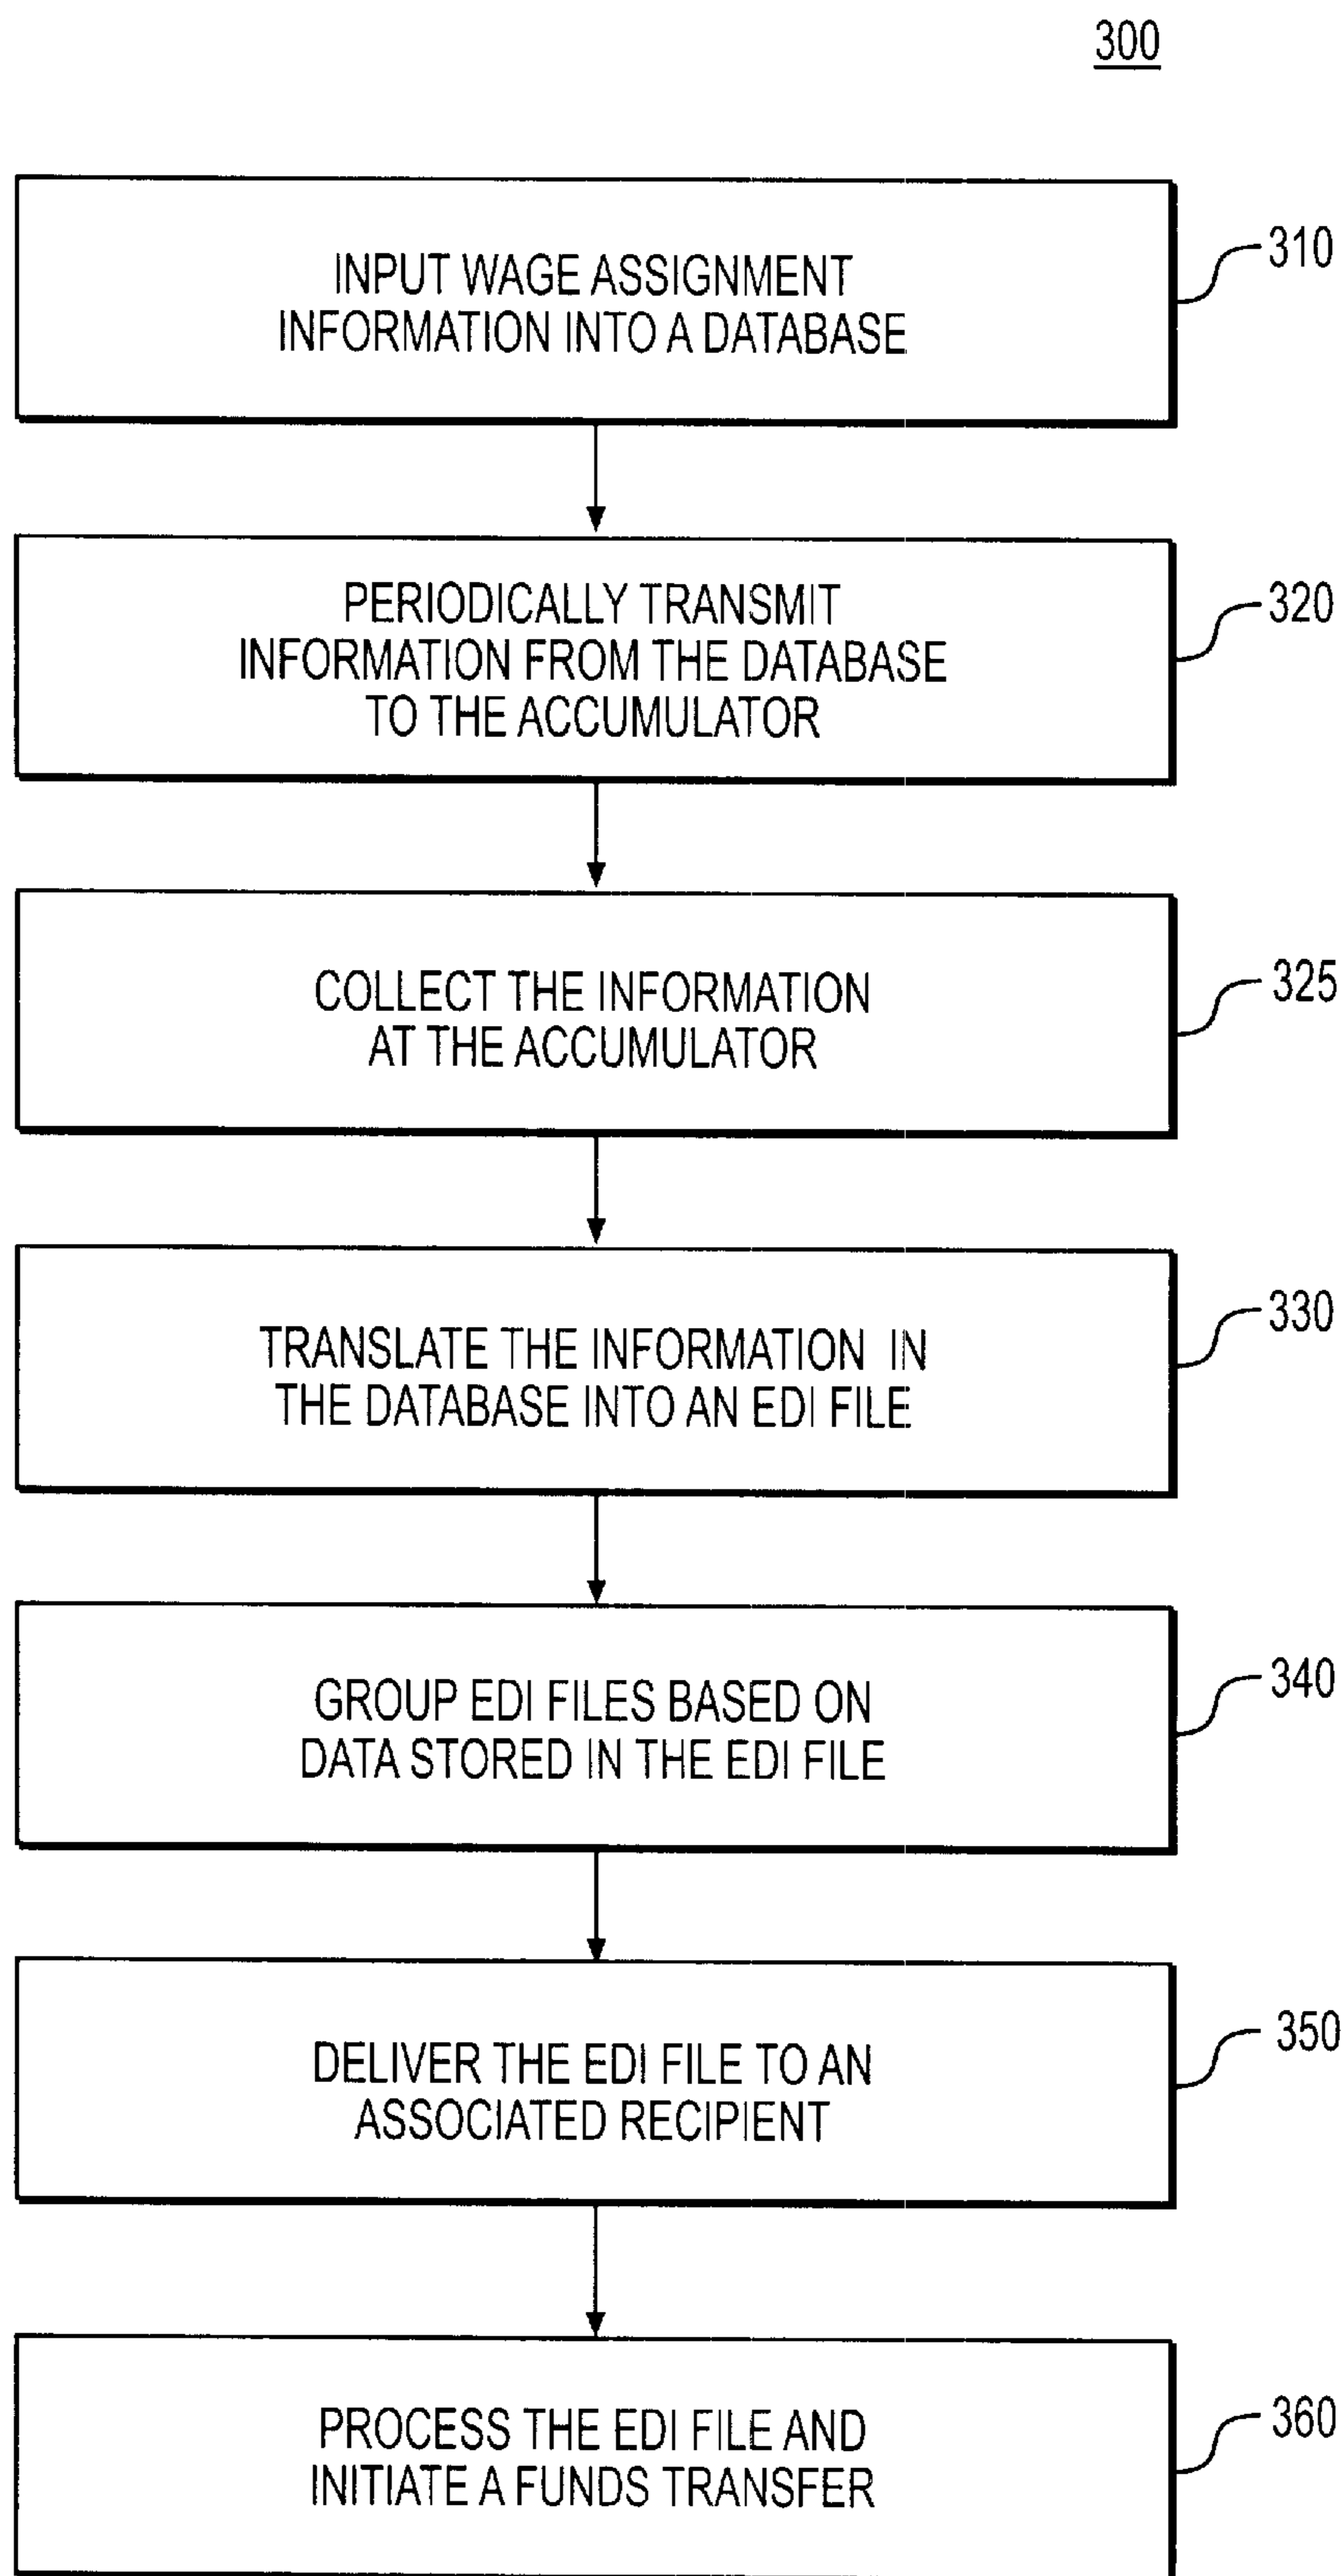 300
INPUT WAGE ASSIGNMENT
INFORMATION INTO A DATABASE
310
PERIODICALLY TRANSMIT
INFORMATION FROM THE DATABASE
TO THE ACCUMULATOR
320
COLLECT THE INFORMATION
AT THE ACCUMULATOR
325
TRANSLATE THE INFORMATION IN
THE DATABASE INTO AN EDI FILE
330
GROUP EDI FILES BASED ON
DATA STORED IN THE EDI FILE
340
DELIVER THE EDI FILE TO AN
ASSOCIATED RECIPIENT
350
PROCESS THE EDI FILE AND
INITIATE A FUNDS TRANSFER
360